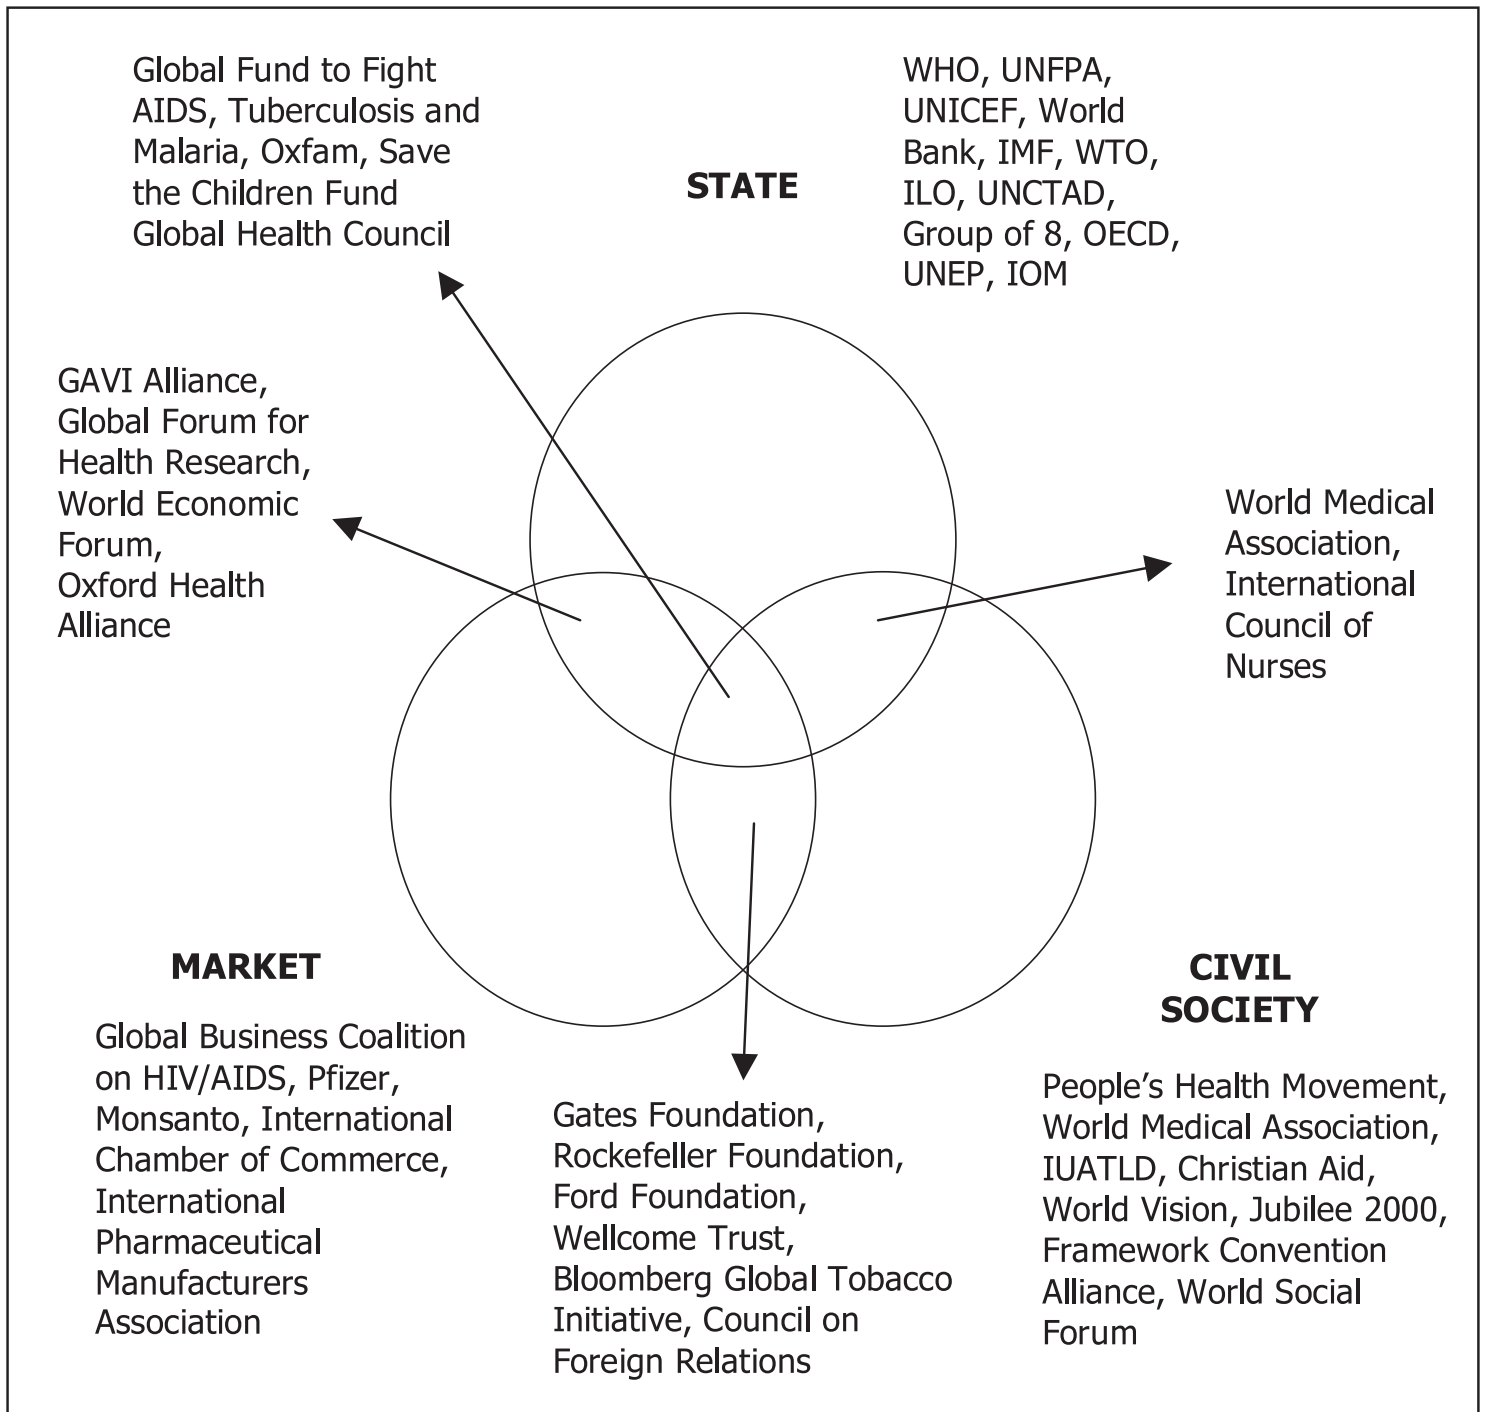 Global Fund to Fight
AIDS, Tuberculosis and
Malaria, Oxfam, Save
the Children Fund
Global Health Council
STATE
WHO, UNFPA,
UNICEF, World
Bank, IMF, WTO,
ILO, UNCTAD,
Group of 8, OECD,
UNEP, IOM
GAVI Alliance,
Global Forum for
Health Research,
World Economic
Forum,
Oxford Health
Alliance
World Medical
Association,
International
Council of
Nurses
MARKET
Global Business Coalition
on HIV/AIDS, Pfizer,
Monsanto, International
Chamber of Commerce,
International
Pharmaceutical
Manufacturers
Association
Gates Foundation,
Rockefeller Foundation,
Ford Foundation,
Wellcome Trust,
Bloomberg Global Tobacco
Initiative, Council on
Foreign Relations
CIVIL
SOCIETY
People’s Health Movement,
World Medical Association,
IUATLD, Christian Aid,
World Vision, Jubilee 2000,
Framework Convention
Alliance, World Social
Forum